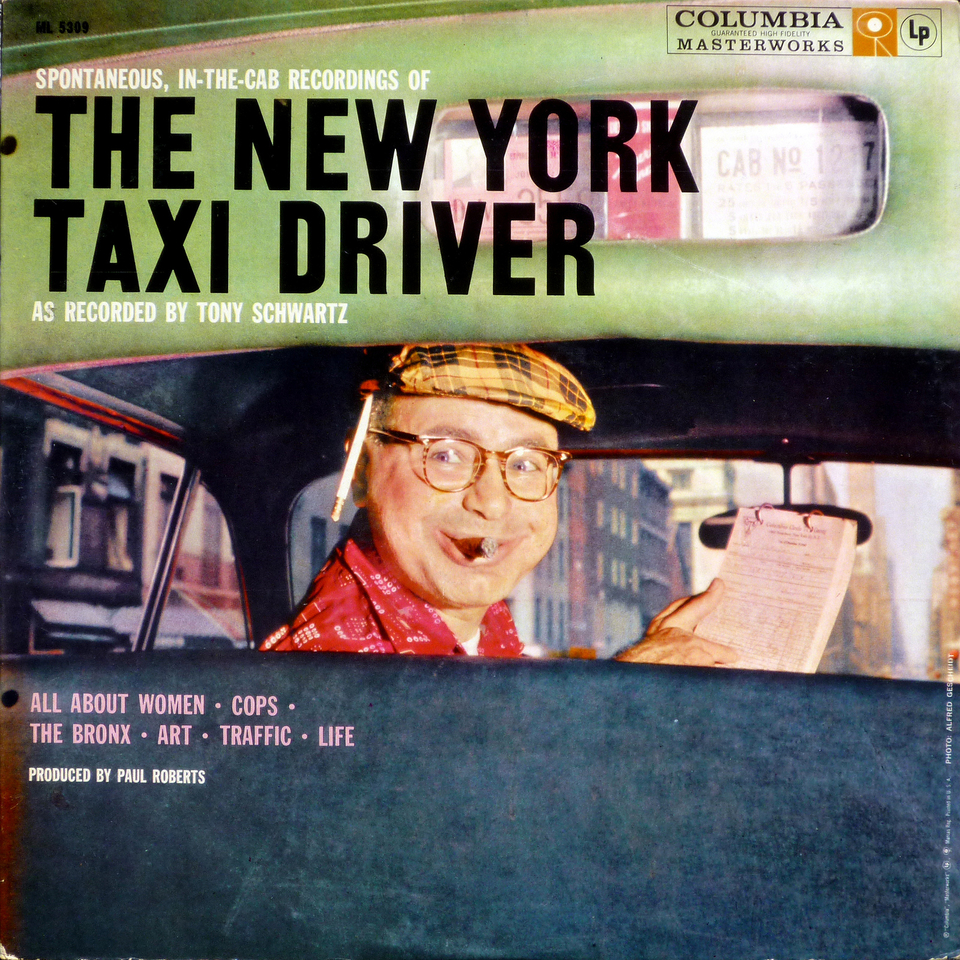 ML 5309
COLUMBIA
GUARANTEED HIGH FIDELITY
MASTERWORKS
Lp
SPONTANEOUS, IN-THE-CAB RECORDINGS OF
THE NEW YORK
TAXI DRIVER
AS RECORDED BY TONY SCHWARTZ
CAB Nº 12 7
ALL ABOUT WOMEN • COPS •
THE BRONX • ART • TRAFFIC • LIFE
PRODUCED BY PAUL ROBERTS
PHOTO: ALFRED GESCHEIDT